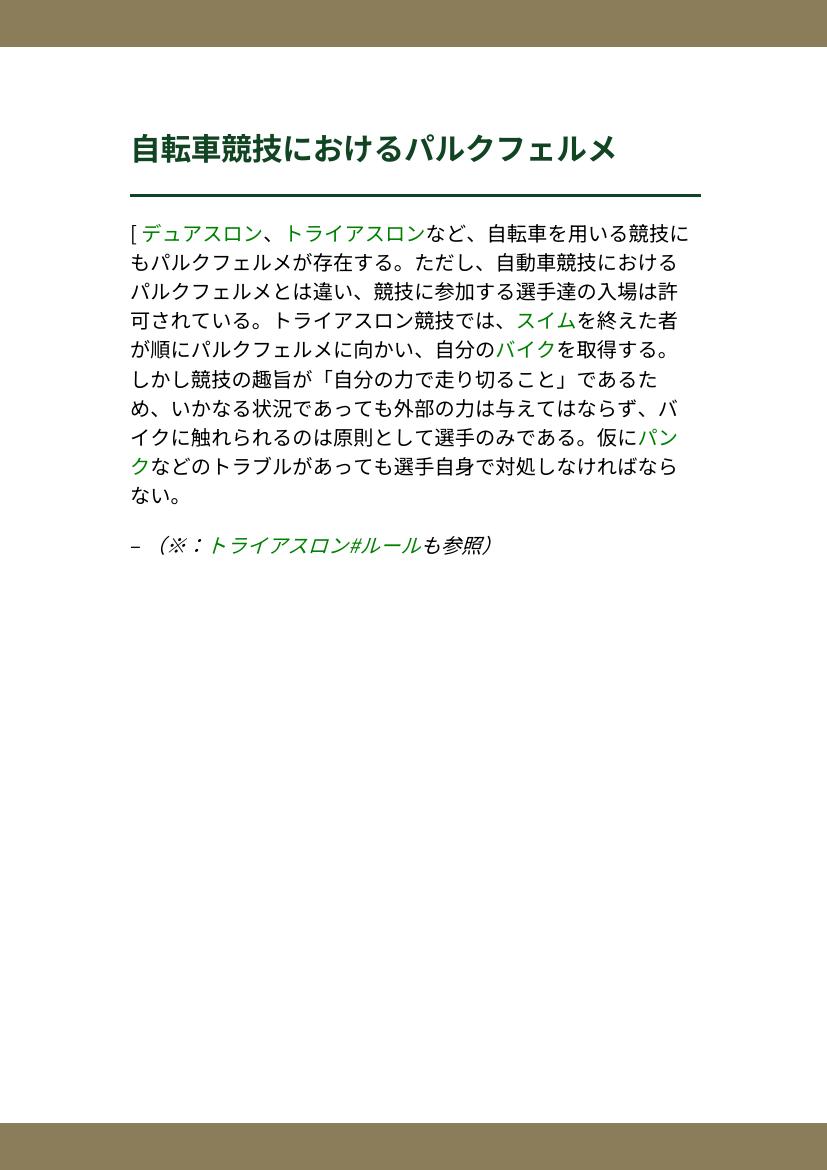 自転車競技におけるパルクフェルメ
[ デュアスロン、トライアスロンなど、自転車を用いる競技に
もパルクフェルメが存在する。ただし、自動車競技における
パルクフェルメとは違い、競技に参加する選手達の入場は許
可されている。トライアスロン競技では、スイムを終えた者
が順にパルクフェルメに向かい、自分のバイクを取得する。
しかし競技の趣旨が「自分の力で走り切ること」であるた
め、いかなる状況であっても外部の力は与えてはならず、バ
イクに触れられるのは原則として選手のみである。仮にパン
クなどのトラブルがあっても選手自身で対処しなければなら
ない。
– （※：トライアスロン#ルールも参照）